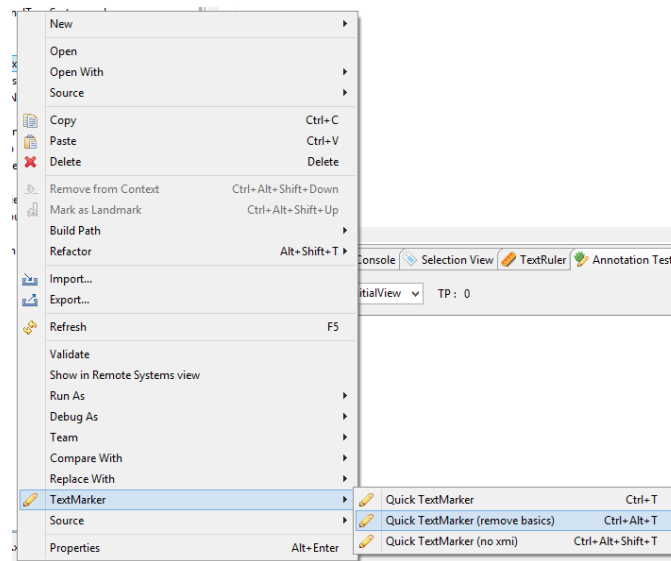 New
Open
Open With
Source
Copy Ctrl+C
Paste Ctrl+V
Delete Delete
Remove from Context Ctrl+Alt+Shift+Down
Mark as Landmark Ctrl+Alt+Shift+Up
Build Path
Refactor Alt+Shift+T
Import...
Export...
Refresh F5
Validate
Show in Remote Systems view
Run As
Debug As
Team
Compare With
Replace With
TextMarker
Source
Properties Alt+Enter
Console Selection View TextRuler Annotation Test
itialView TP: 0
Quick TextMarker Ctrl+T
Quick TextMarker (remove basics) Ctrl+Alt+T
Quick TextMarker (no xmi) Ctrl+Alt+Shift+T